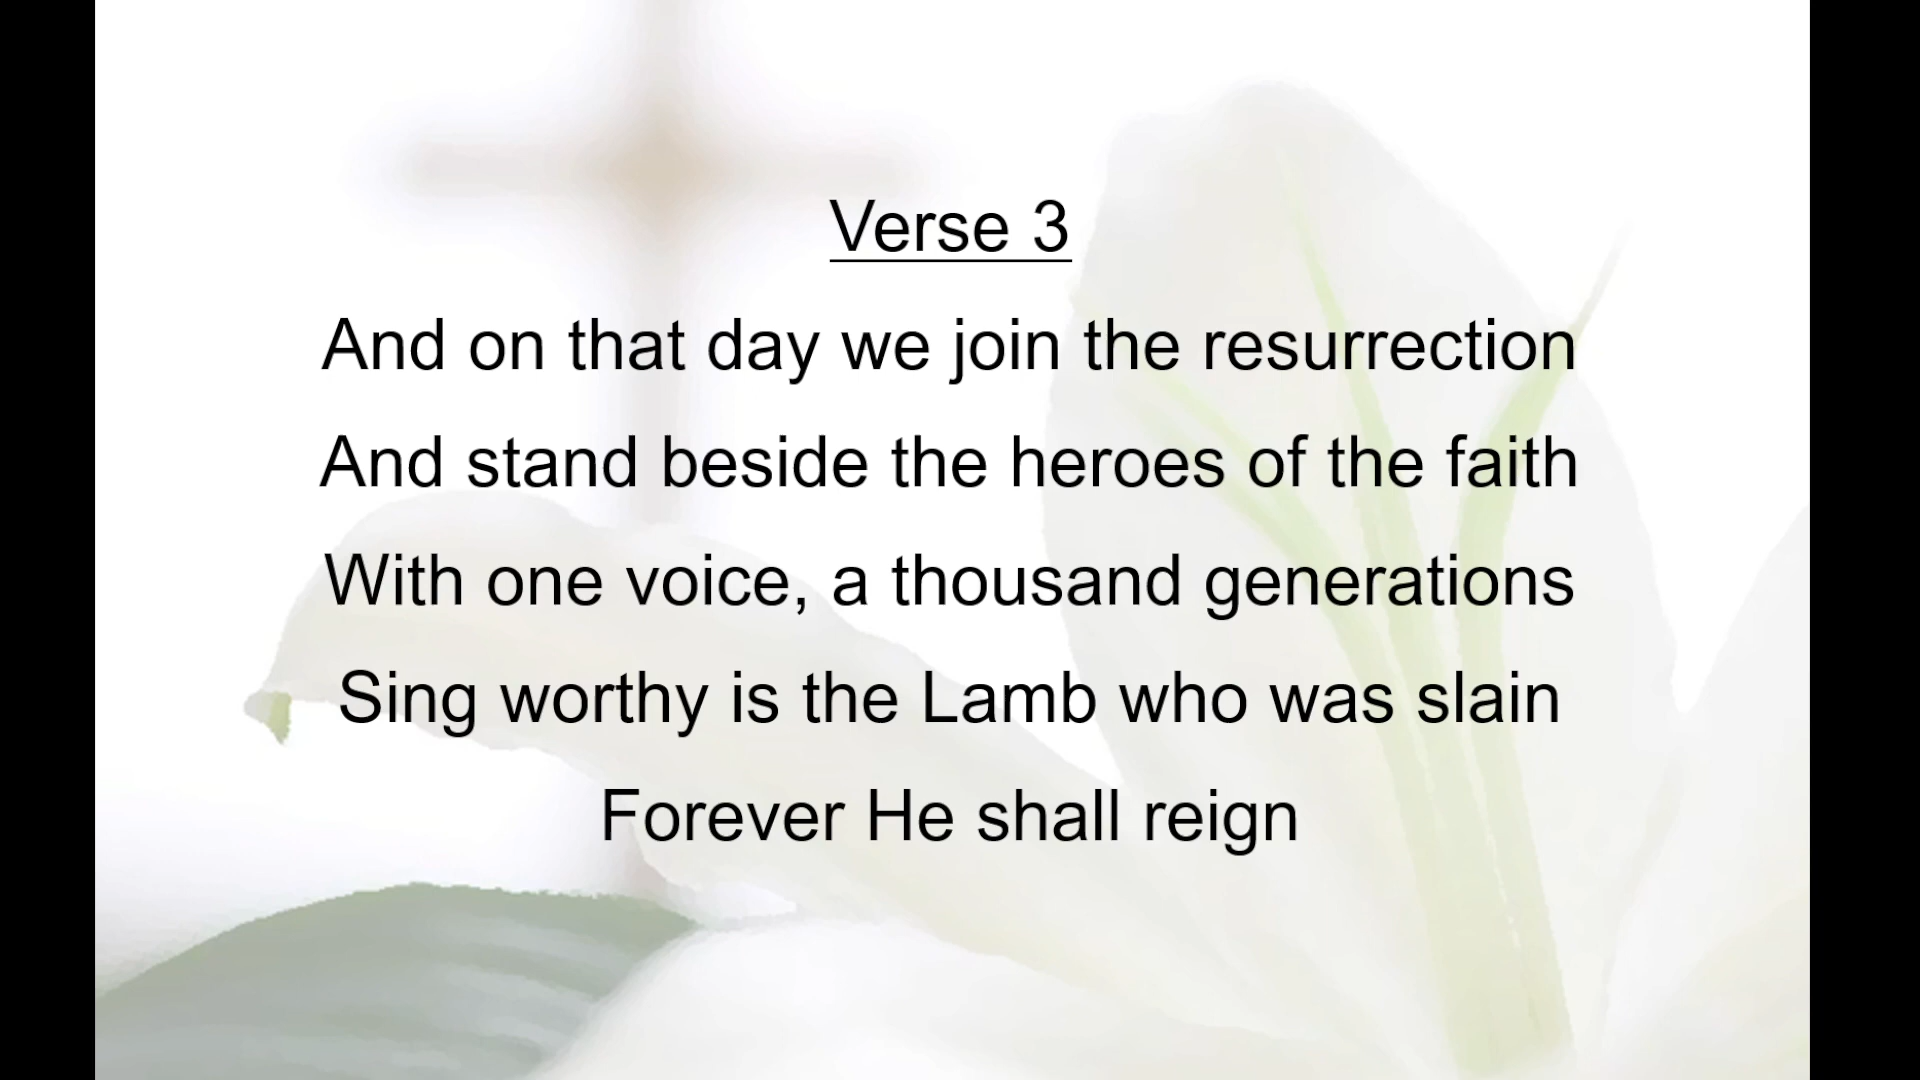 Verse 3
And on that day we join the resurrection
And stand beside the heroes of the faith
With one voice, a thousand generations
Sing worthy is the Lamb who was slain
Forever He shall reign